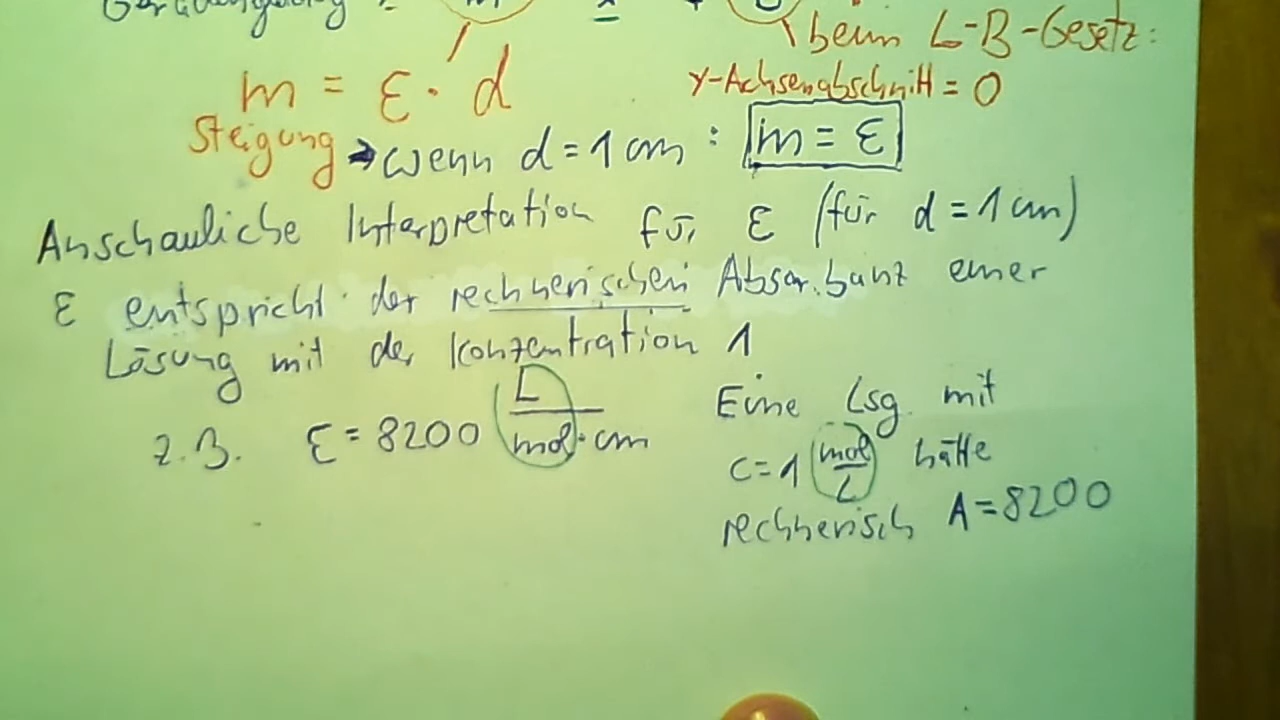 beim L-B-Gesetz:
m = ε · d
y-Achsenabschnitt = 0
Steigung → wenn d = 1 cm : m = ε
Anschauliche Interpretation für ε (für d = 1 cm)
ε entspricht der rechnerischen Absorbanz einer
Lösung mit der Konzentration 1
z.B. ε = 8200 L / mol · cm
Eine Lsg. mit
c = 1 mol / L hätte
rechnerisch A = 8200